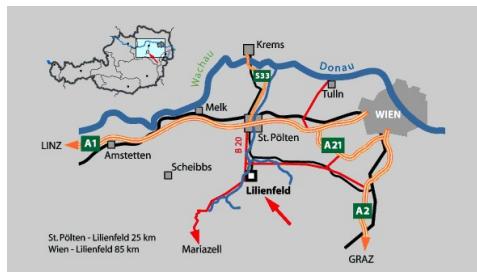 Krems
Donau
Wachau
S33
Tulln
Melk
WIEN
St. Pölten
LINZ
A1
A21
Amstetten
B 20
Scheibbs
Lilienfeld
A2
St. Pölten - Lilienfeld 25 km
Mariazell
Wien - Lilienfeld 85 km
GRAZ